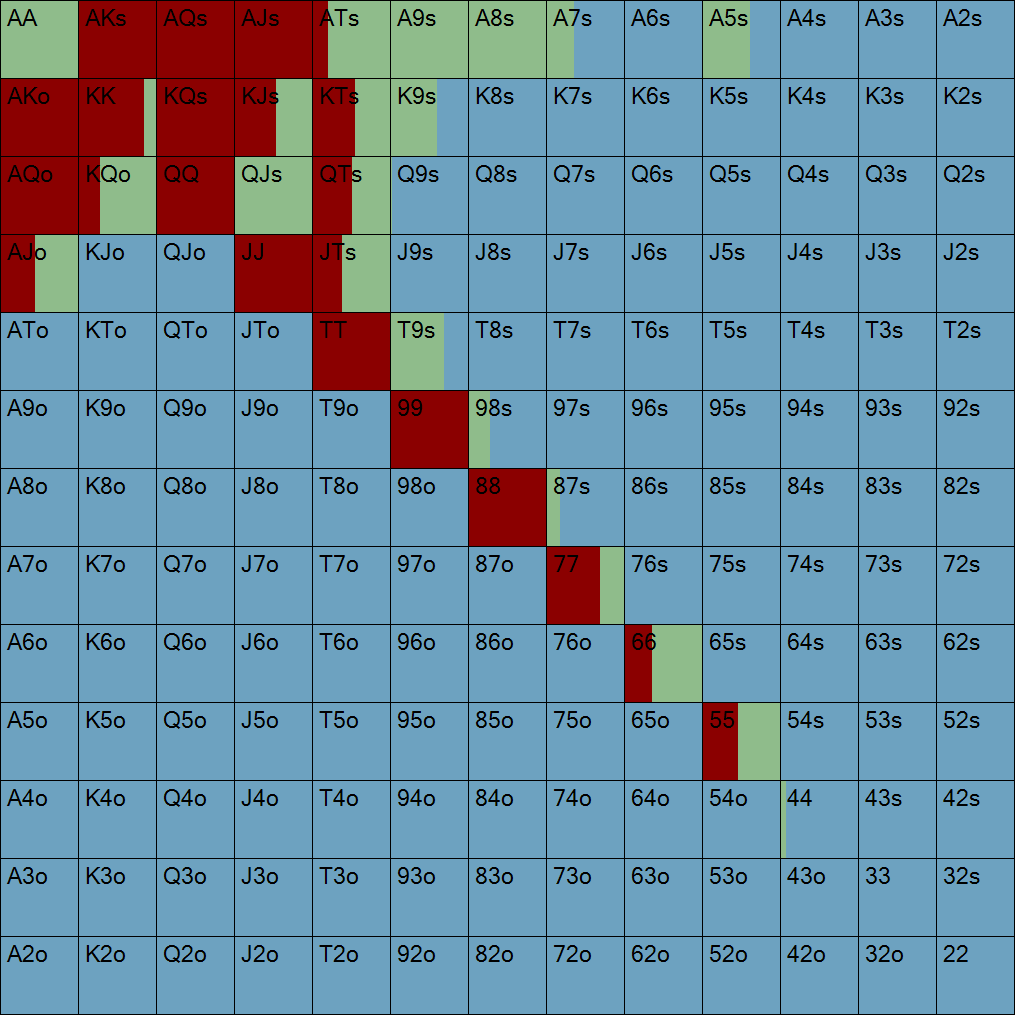 AA AKs AQs AJs ATs A9s A8s A7s A6s A5s A4s A3s A2s
AKo KK KQs KJs KTs K9s K8s K7s K6s K5s K4s K3s K2s
AQo KQo QQ QJs QTs Q9s Q8s Q7s Q6s Q5s Q4s Q3s Q2s
AJo KJo QJo JJ JTs J9s J8s J7s J6s J5s J4s J3s J2s
ATo KTo QTo JTo TT T9s T8s T7s T6s T5s T4s T3s T2s
A9o K9o Q9o J9o T9o 99 98s 97s 96s 95s 94s 93s 92s
A8o K8o Q8o J8o T8o 98o 88 87s 86s 85s 84s 83s 82s
A7o K7o Q7o J7o T7o 97o 87o 77 76s 75s 74s 73s 72s
A6o K6o Q6o J6o T6o 96o 86o 76o 66 65s 64s 63s 62s
A5o K5o Q5o J5o T5o 95o 85o 75o 65o 55 54s 53s 52s
A4o K4o Q4o J4o T4o 94o 84o 74o 64o 54o 44 43s 42s
A3o K3o Q3o J3o T3o 93o 83o 73o 63o 53o 43o 33 32s
A2o K2o Q2o J2o T2o 92o 82o 72o 62o 52o 42o 32o 22